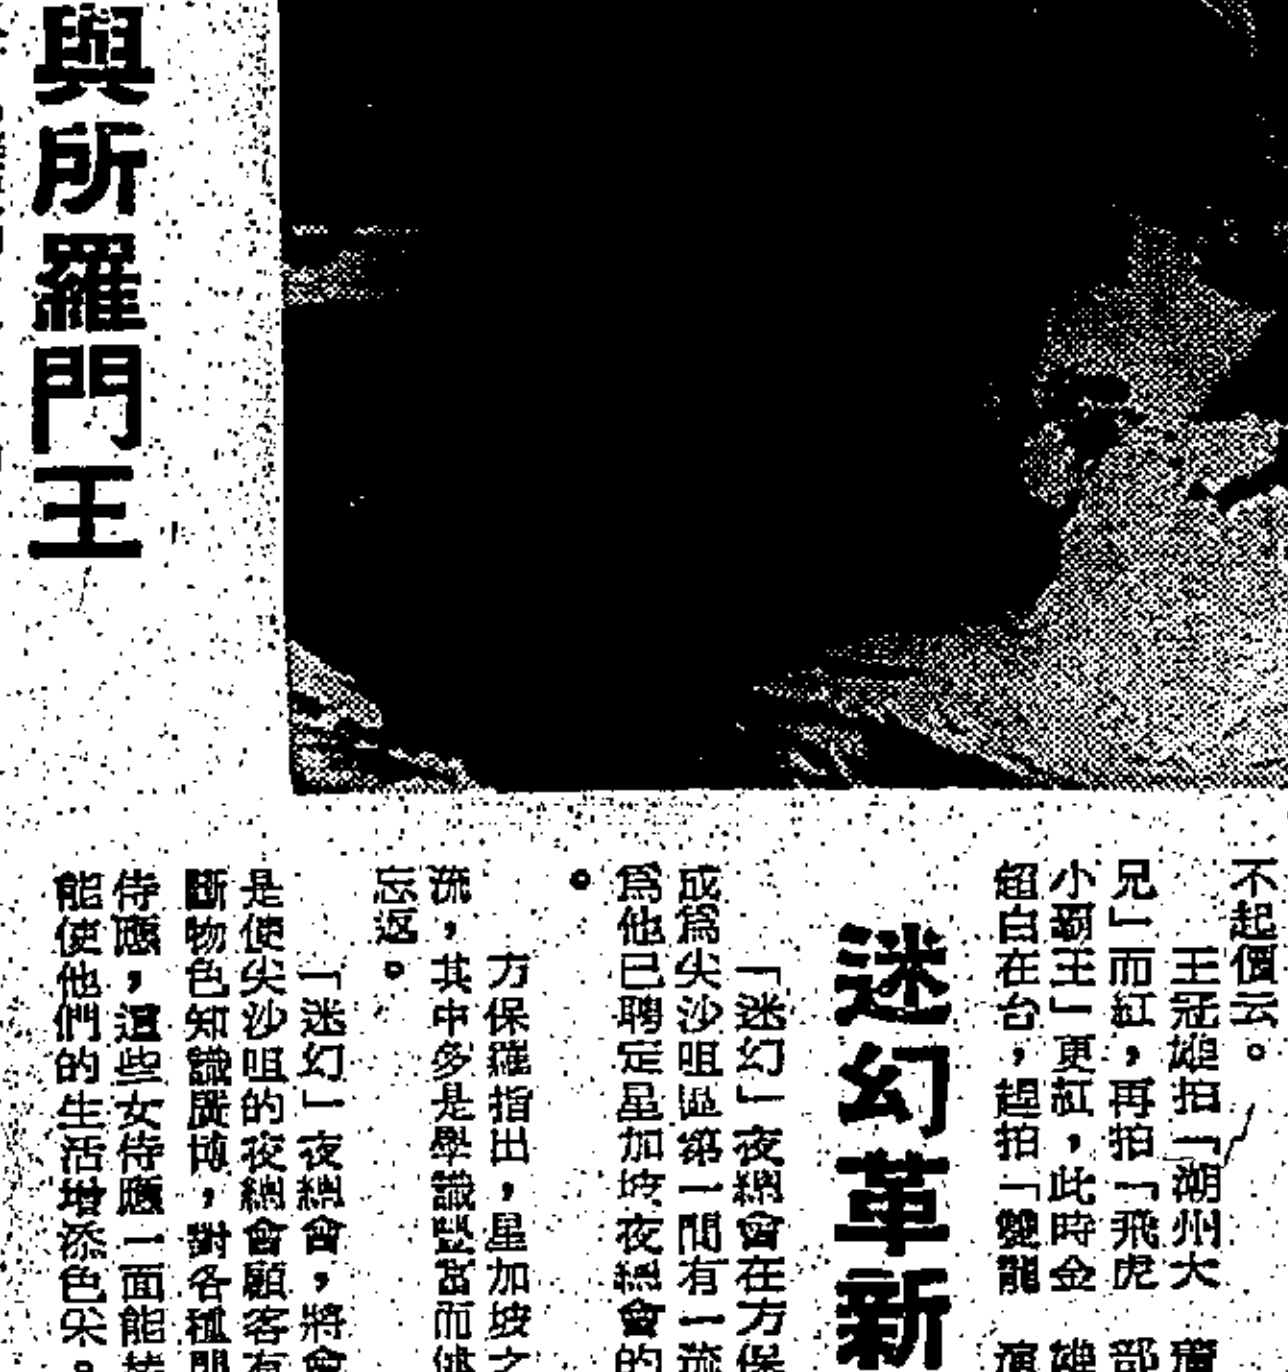 不起價云。
王冠雄拍「潮州大
兄」而紅，再拍「飛虎
小霸王」更紅，此時金
超白在台，趕拍「雙龍
迷幻革新
「迷幻」夜總會在方保
成爲尖沙咀區第一間有一流
爲他已聘定星加坡夜總會的
。
方保羅指出，星加坡之
流，其中多是學識豐富而健
忘返。
「迷幻」夜總會，將會
是使尖沙咀的夜總會顧客有
斷物色知識廣博，對各種問
侍應，這些女侍應一面能
能使他們的生活增添色采。
與所羅門王